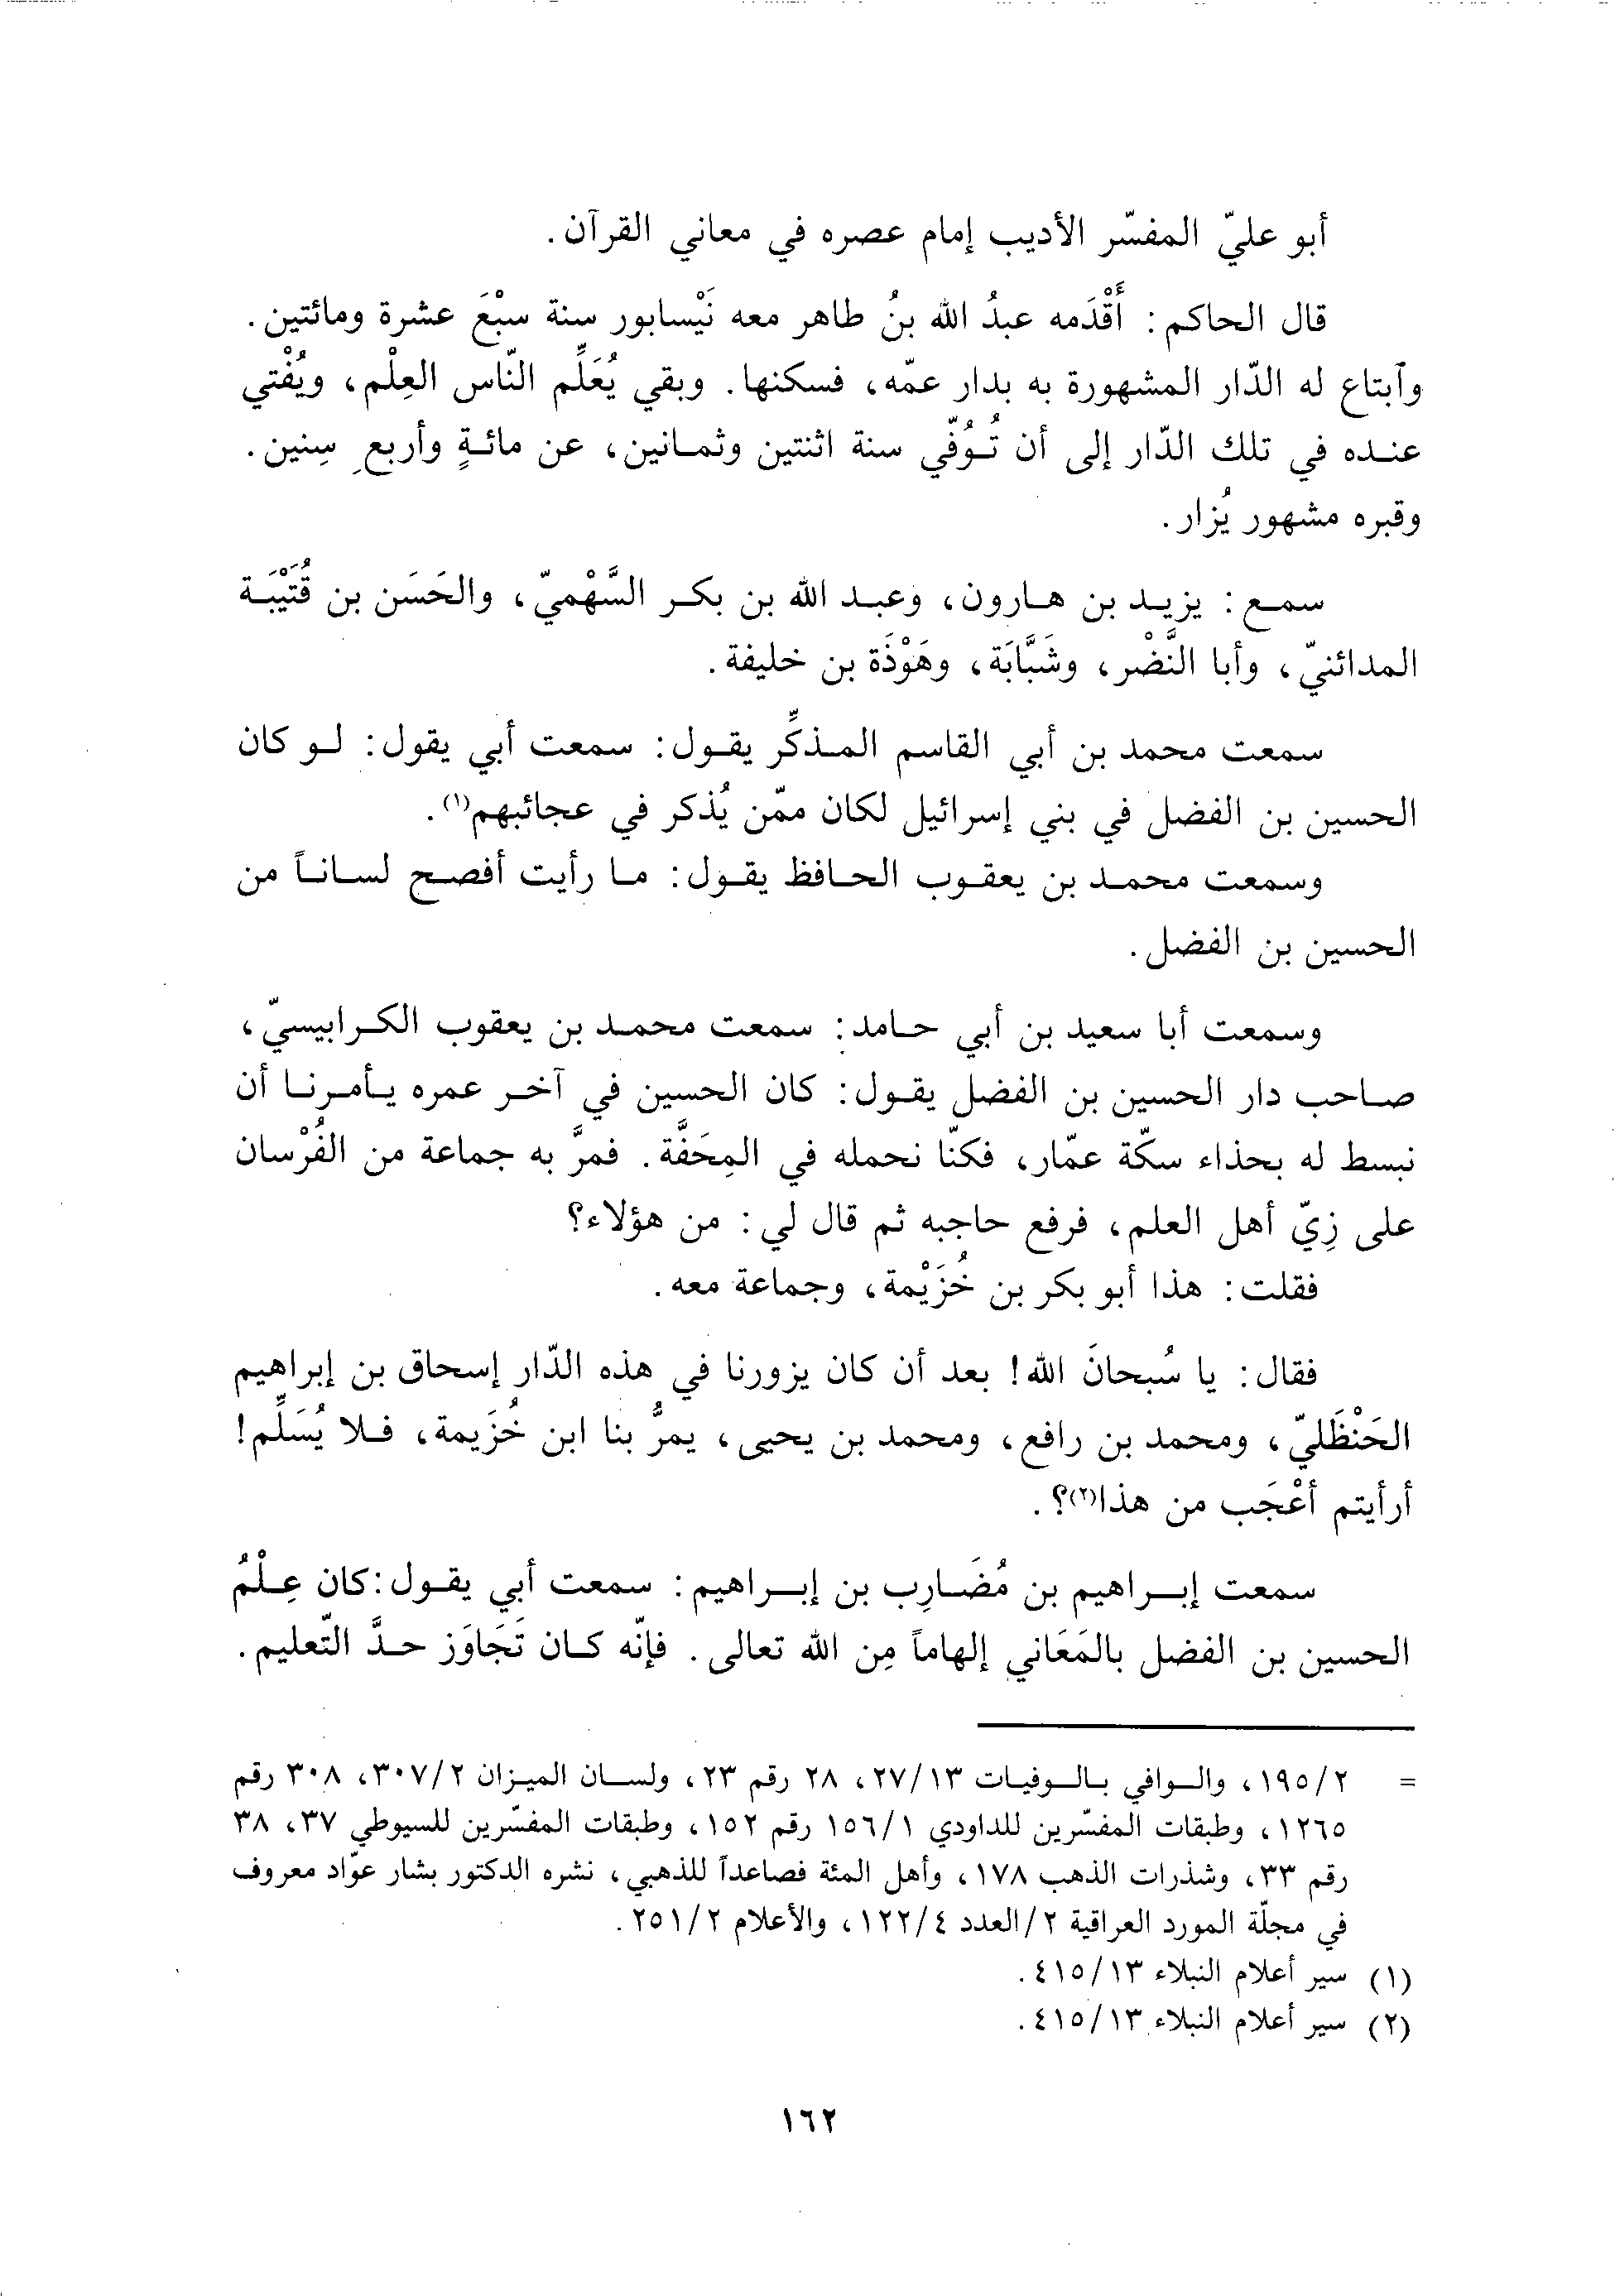 أبو عليّ المفسّر الأديب إمام عصره في معاني القرآن.
قال الحاكم: أَقْدَمه عبدُ الله بنُ طاهر معه نَيْسابور سنة سبْعَ عشرة ومائتين.
وٱبتاع له الدّار المشهورة به بدار عمّه، فسكنها. وبقي يُعَلِّم النّاس العِلْم، ويُفْتي
عنده في تلك الدّار إلى أن تُوُفّي سنة اثنتين وثمانين، عن مائةٍ وأربعِ سِنين.
وقبره مشهور يُزار.
سمع: يزيد بن هارون، وعبد الله بن بكر السَّهْميّ، والحَسَن بن قُتَيْبَة
المدائنيّ، وأبا النَّضْر، وشَبَّابَة، وهَوْذَة بن خليفة.
سمعت محمد بن أبي القاسم المذكِّر يقول: سمعت أبي يقول: لو كان
الحسين بن الفضل في بني إسرائيل لكان ممّن يُذكر في عجائبهم(١).
وسمعت محمد بن يعقوب الحافظ يقول: ما رأيت أفصح لساناً من
الحسين بن الفضل.
وسمعت أبا سعيد بن أبي حامد: سمعت محمد بن يعقوب الكرابيسيّ،
صاحب دار الحسين بن الفضل يقول: كان الحسين في آخر عمره يأمرنا أن
نبسط له بحذاء سكّة عمّار، فكنّا نحمله في المِحَفَّة. فمرَّ به جماعة من الفُرْسان
على زِيّ أهل العلم، فرفع حاجبه ثم قال لي: من هؤلاء؟
فقلت: هذا أبو بكر بن خُزَيْمة، وجماعة معه.
فقال: يا سُبحانَ الله! بعد أن كان يزورنا في هذه الدّار إسحاق بن إبراهيم
الحَنْظَليّ، ومحمد بن رافع، ومحمد بن يحيى، يمرُّ بنا ابن خُزَيمة، فلا يُسَلِّم!
أرأيتم أعْجَب من هذا(٢)؟.
سمعت إبراهيم بن مُضَارِب بن إبراهيم: سمعت أبي يقول: كان عِلْمُ
الحسين بن الفضل بالمَعَاني إلهاماً مِن الله تعالى. فإنّه كان تَجَاوَز حدَّ التّعليم.
= ١٩٥/٢، والوافي بالوفيات ٢٧/١٣، ٢٨ رقم ٢٣، ولسان الميزان ٣٠٧/٢، ٣٠٨ رقم
١٢٦٥، وطبقات المفسّرين للداودي ١٥٦/١ رقم ١٥٢، وطبقات المفسّرين للسيوطي ٣٧، ٣٨
رقم ٣٣، وشذرات الذهب ١٧٨، وأهل المئة فصاعداً للذهبي، نشره الدكتور بشار عوّاد معروف
في مجلّة المورد العراقية ٢/العدد ١٢٢/٤، والأعلام ٢٥١/٢.
(١) سير أعلام النبلاء ٤١٥/١٣.
(٢) سير أعلام النبلاء ٤١٥/١٣.
١٦٢